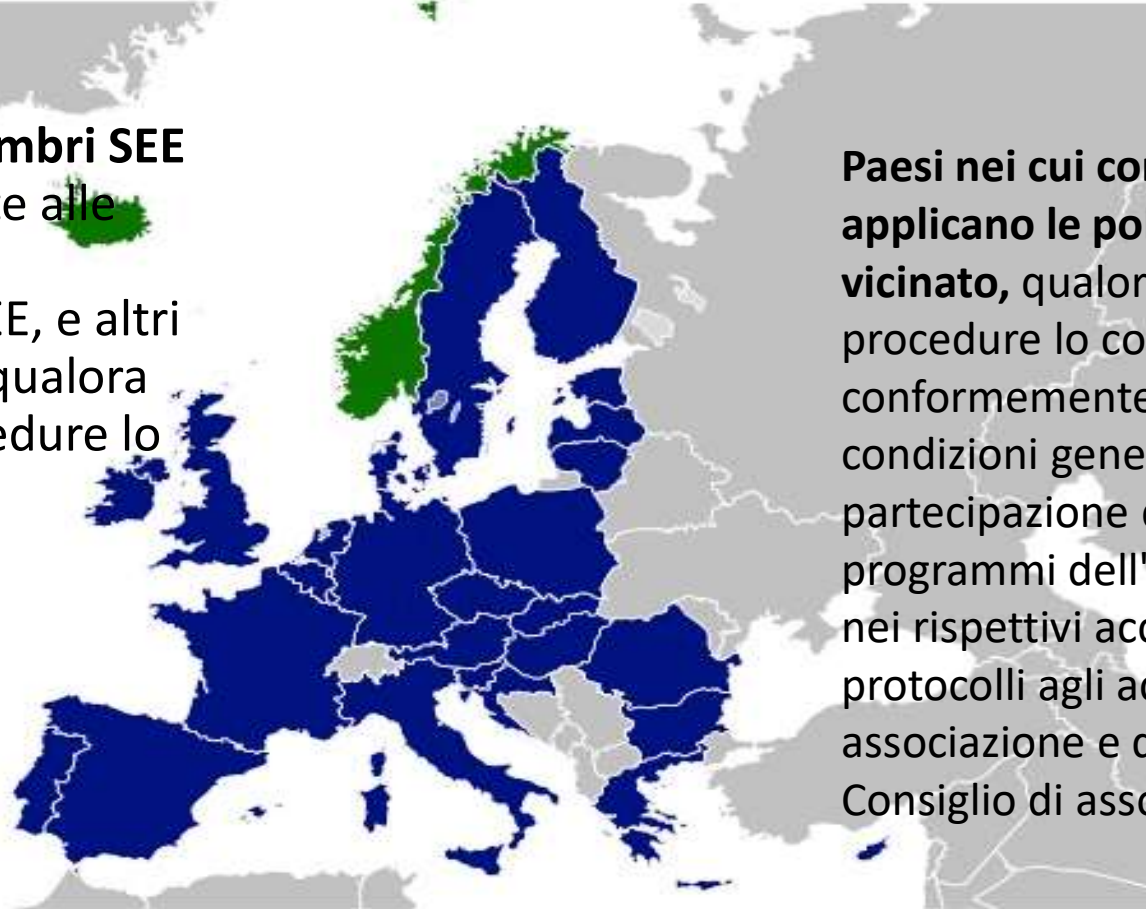 mbri SEE
e alle
EE, e altri
qualora
edure lo
Paesi nei cui co
applicano le po
vicinato, qualor
procedure lo co
conformemente
condizioni gene
partecipazione
programmi dell'
nei rispettivi acc
protocolli agli ac
associazione e d
Consiglio di asso